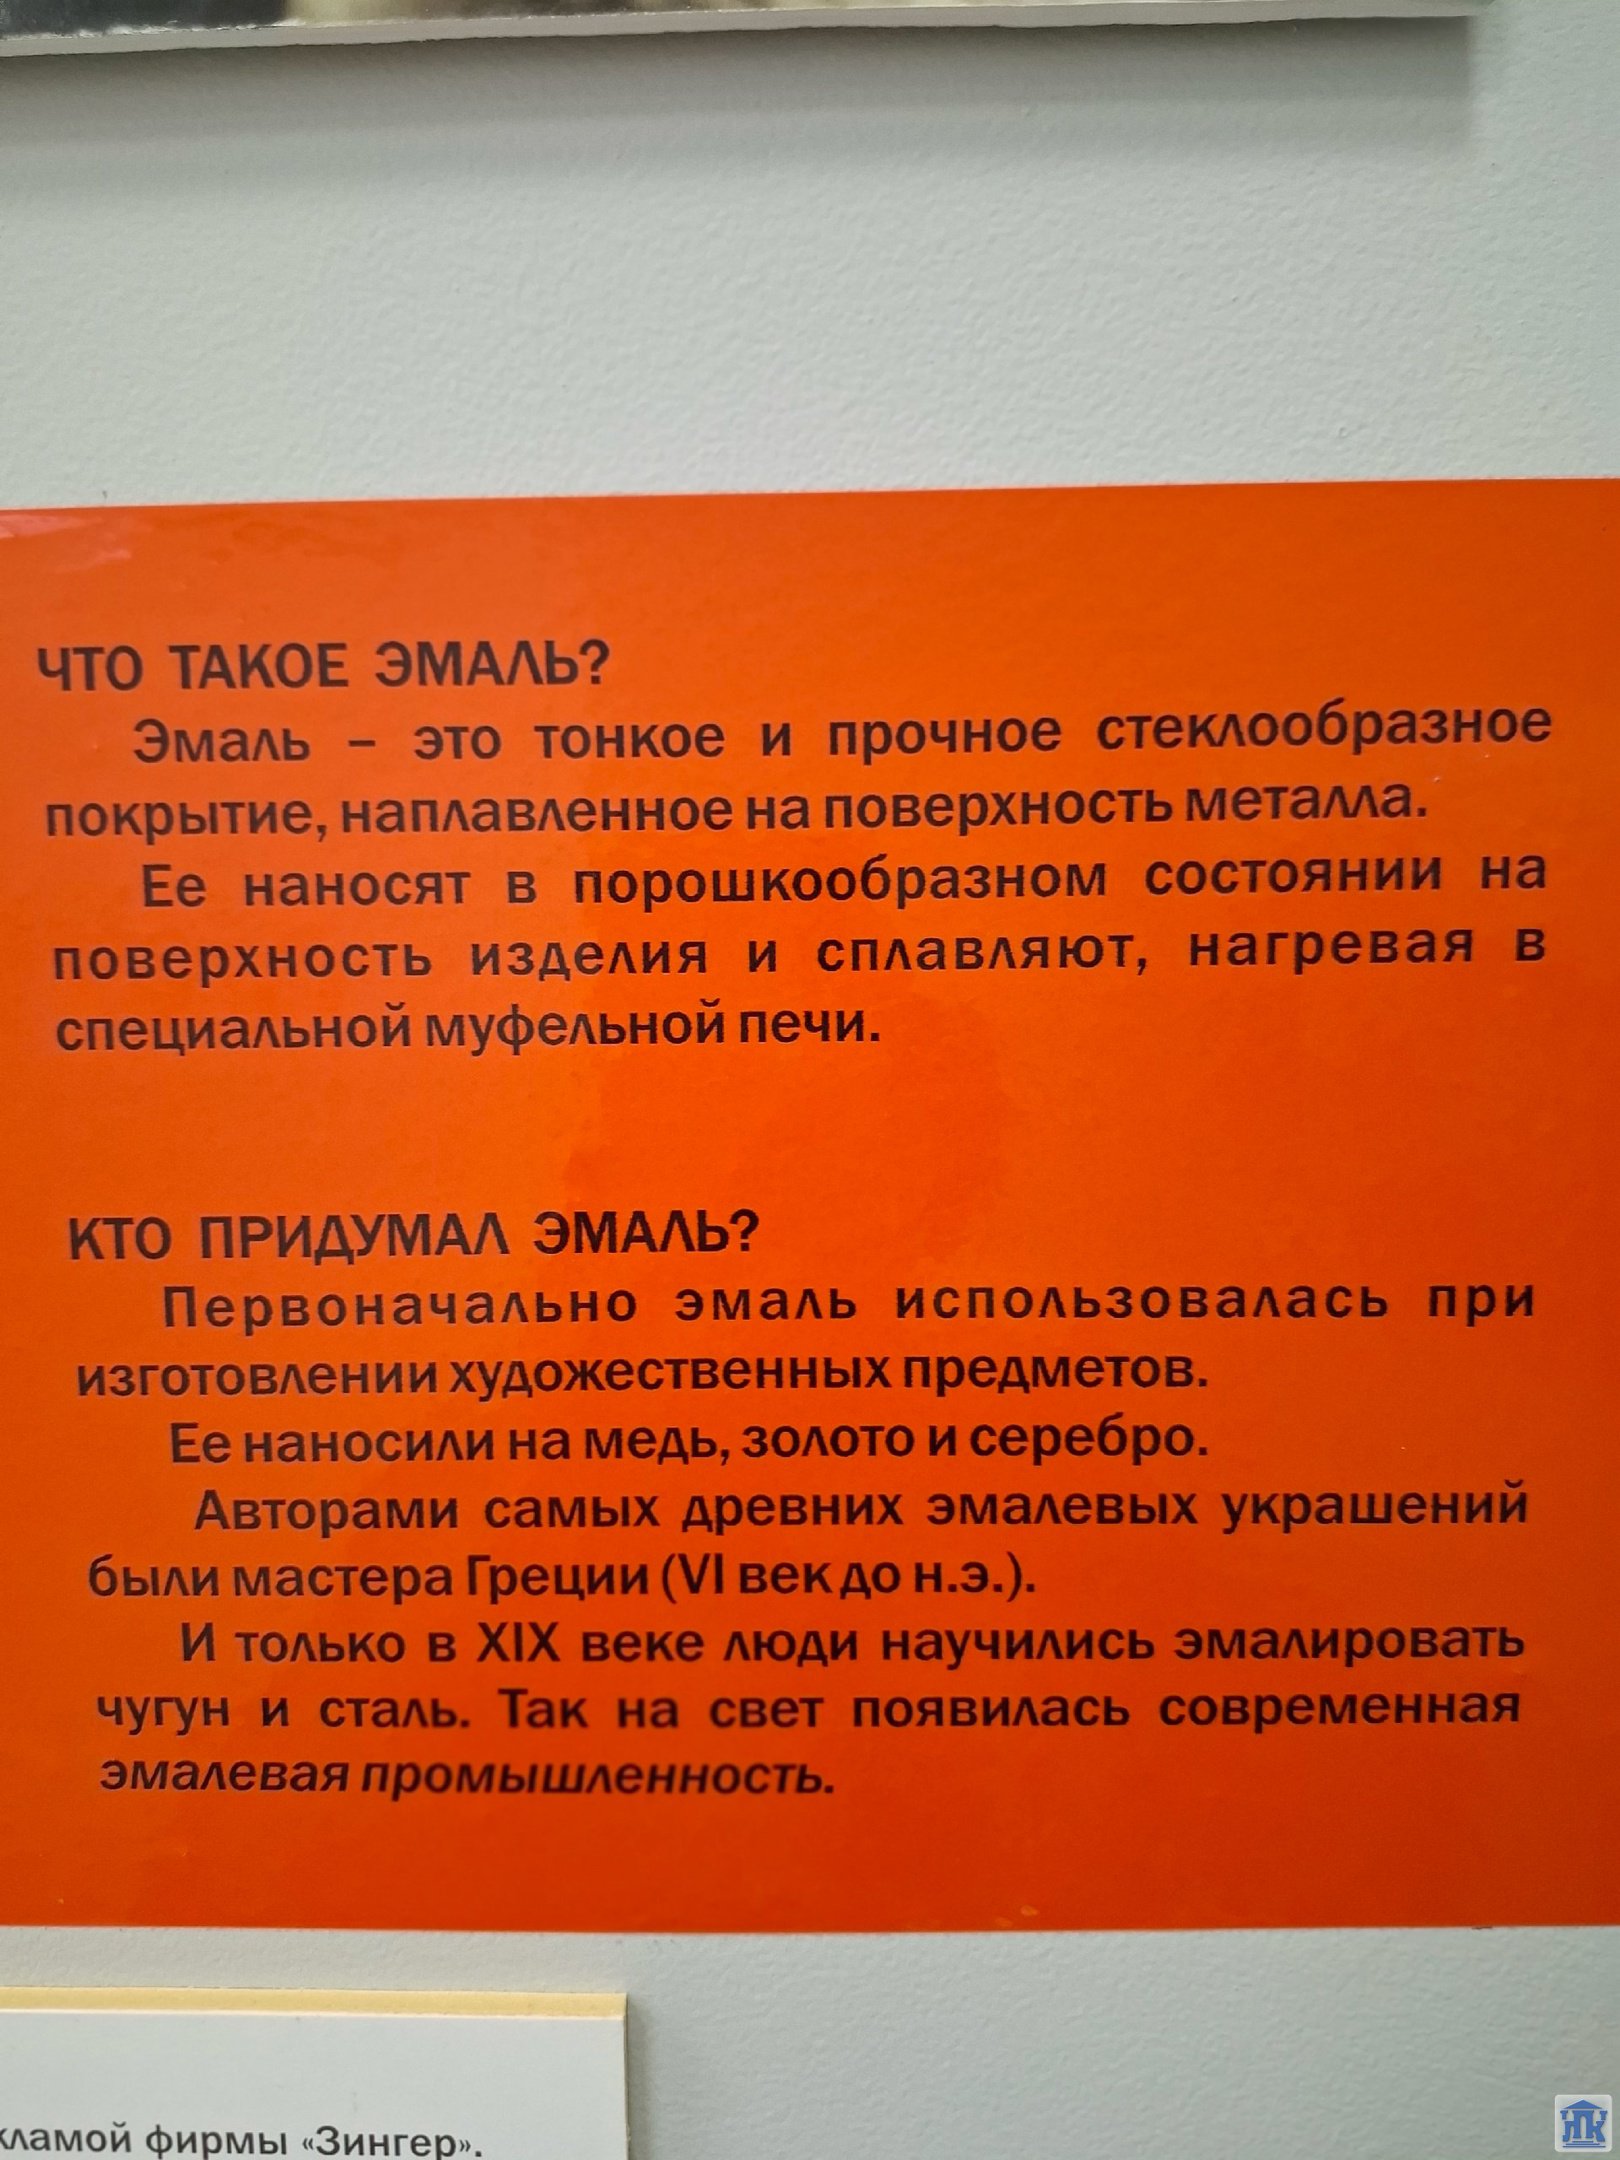 ЧТО ТАКОЕ ЭМАЛЬ?
Эмаль – это тонкое и прочное стеклообразное
покрытие, наплавленное на поверхность металла.
Ее наносят в порошкообразном состоянии на
поверхность изделия и сплавляют, нагревая в
специальной муфельной печи.
КТО ПРИДУМАЛ ЭМАЛЬ?
Первоначально эмаль использовалась при
изготовлении художественных предметов.
Ее наносили на медь, золото и серебро.
Авторами самых древних эмалевых украшений
были мастера Греции (VI век до н.э.).
И только в XIX веке люди научились эмалировать
чугун и сталь. Так на свет появилась современная
эмалевая промышленность.
фирмы «Зингер».